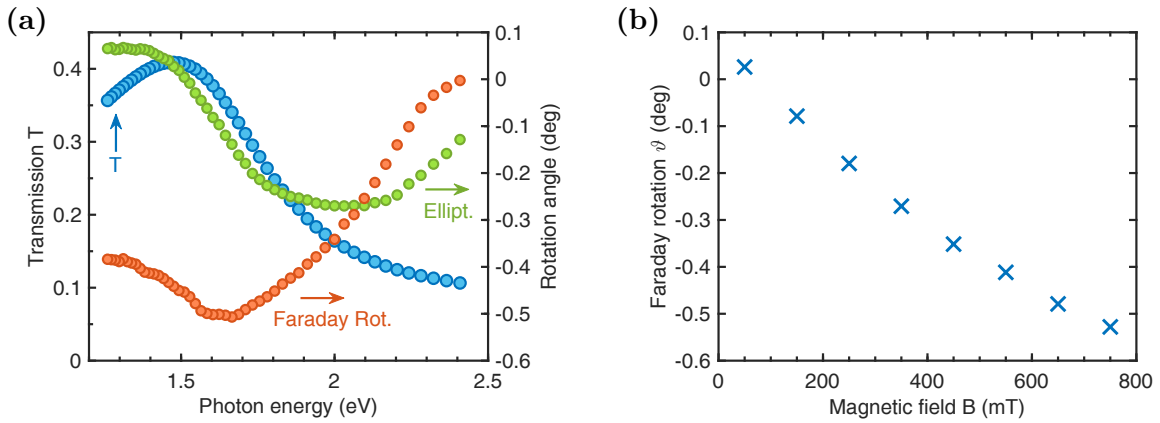 (a)
Transmission T
0.4
0.3
0.2
0.1
0
0.1
0
-0.1
-0.2
-0.3
-0.4
-0.5
-0.6
Rotation angle (deg)
T
Ellipt.
Faraday Rot.
1.5
2
2.5
Photon energy (eV)
(b)
Faraday rotation ϑ (deg)
0.1
0
-0.1
-0.2
-0.3
-0.4
-0.5
-0.6
0
200
400
600
800
Magnetic field B (mT)